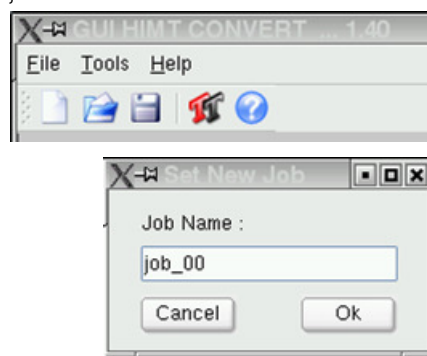 GUI HIMT CONVERT ... 1.40
File Tools Help
Set New Job
Job Name :
job_00
Cancel Ok